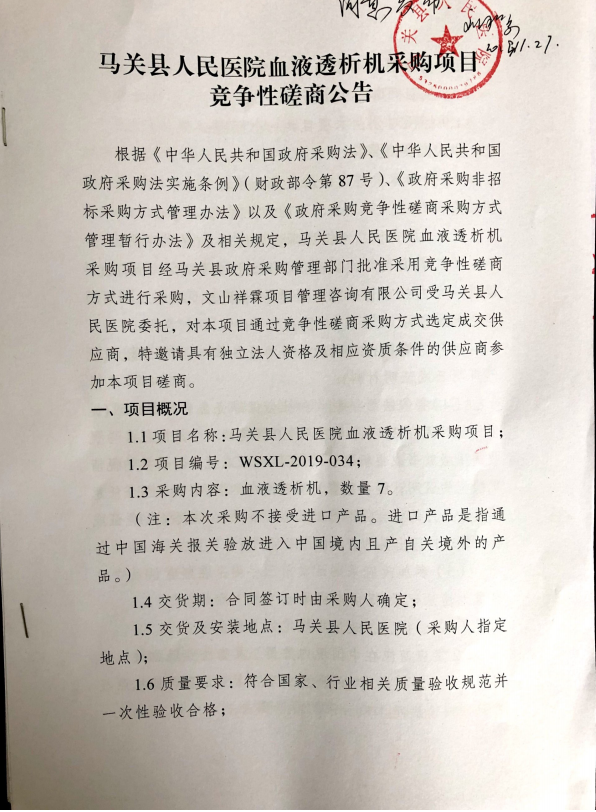 同意
2019.11.27.
马关县人民医院血液透析机采购项目
竞争性磋商公告
根据《中华人民共和国政府采购法》、《中华人民共和国
政府采购法实施条例》（财政部令第 87 号）、《政府采购非招
标采购方式管理办法》以及《政府采购竞争性磋商采购方式
管理暂行办法》及相关规定，马关县人民医院血液透析机
采购项目经马关县政府采购管理部门批准采用竞争性磋商
方式进行采购，文山祥霖项目管理咨询有限公司受马关县人
民医院委托，对本项目通过竞争性磋商采购方式选定成交供
应商，特邀请具有独立法人资格及相应资质条件的供应商参
加本项目磋商。
一、项目概况
1.1 项目名称：马关县人民医院血液透析机采购项目；
1.2 项目编号：WSXL-2019-034；
1.3 采购内容：血液透析机，数量 7。
（注：本次采购不接受进口产品。进口产品是指通
过中国海关报关验放进入中国境内且产自关境外的产
品。）
1.4 交货期：合同签订时由采购人确定；
1.5 交货及安装地点：马关县人民医院（采购人指定
地点）；
1.6 质量要求：符合国家、行业相关质量验收规范并
一次性验收合格；